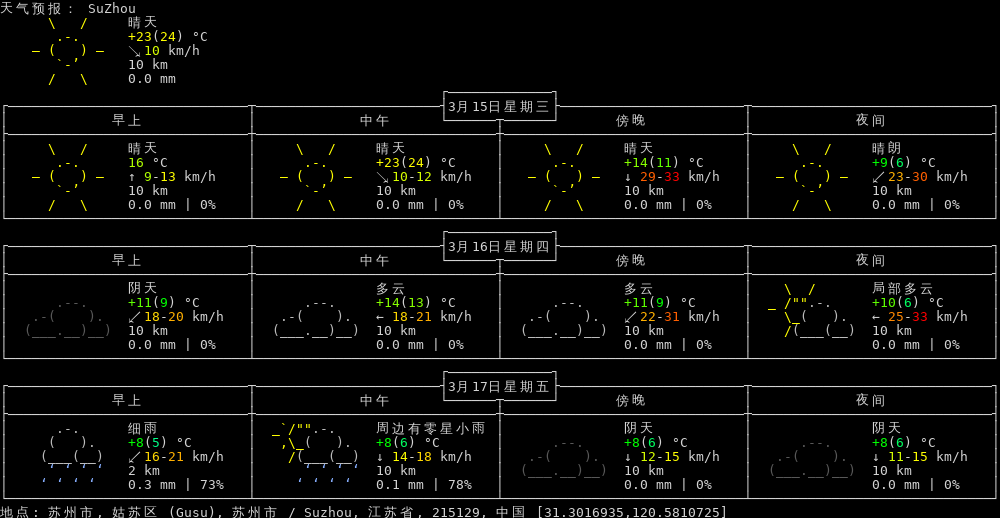 天气预报: SuZhou
晴天
+23(24) °C
↘ 10 km/h
10 km
0.0 mm
3月15日星期三
早上 中午 傍晚 夜间
晴天 晴天 晴天 晴朗
16 °C +23(24) °C +14(11) °C +9(6) °C
↑ 9-13 km/h ↘ 10-12 km/h ↓ 29-33 km/h ↙ 23-30 km/h
10 km 10 km 10 km 10 km
0.0 mm | 0% 0.0 mm | 0% 0.0 mm | 0% 0.0 mm | 0%
3月16日星期四
早上 中午 傍晚 夜间
阴天 多云 多云 局部多云
+11(9) °C +14(13) °C +11(9) °C +10(6) °C
↙ 18-20 km/h ← 18-21 km/h ↙ 22-31 km/h ← 25-33 km/h
10 km 10 km 10 km 10 km
0.0 mm | 0% 0.0 mm | 0% 0.0 mm | 0% 0.0 mm | 0%
3月17日星期五
早上 中午 傍晚 夜间
细雨 周边有零星小雨 阴天 阴天
+8(5) °C +8(6) °C +8(6) °C +8(6) °C
↙ 16-21 km/h ↓ 14-18 km/h ↓ 12-15 km/h ↓ 11-15 km/h
2 km 10 km 10 km 10 km
0.3 mm | 73% 0.1 mm | 78% 0.0 mm | 0% 0.0 mm | 0%
地点: 苏州市, 姑苏区 (Gusu), 苏州市 / Suzhou, 江苏省, 215129, 中国 [31.3016935,120.5810725]